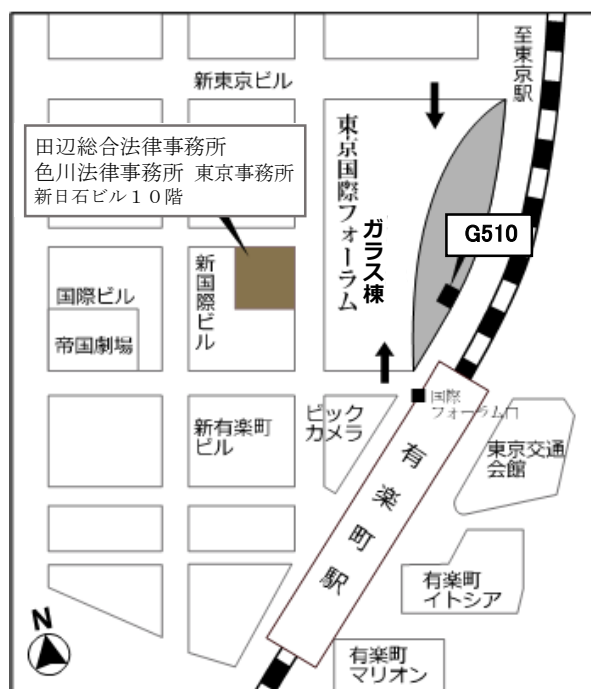 至東京駅
新東京ビル
田辺総合法律事務所
色川法律事務所 東京事務所
新日石ビル１０階
東京国際フォーラム
ガラス棟
G510
新国際ビル
国際ビル
帝国劇場
国際
フォーラム口
ビック
カメラ
新有楽町
ビル
東京交通
会館
有楽町駅
有楽町
イトシア
有楽町
マリオン
N